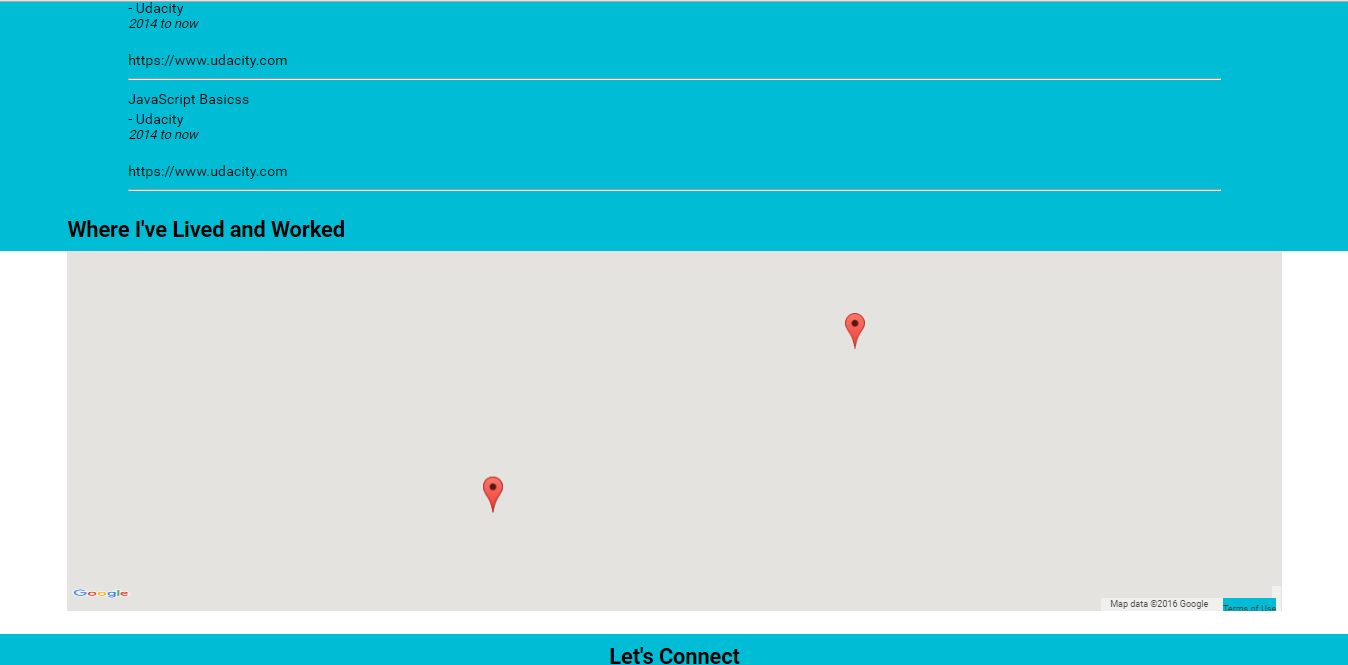 - Udacity
2014 to now
https://www.udacity.com
JavaScript Basicss
- Udacity
2014 to now
https://www.udacity.com
Where I've Lived and Worked
Google
Map data ©2016 Google
Terms of Use
Let's Connect